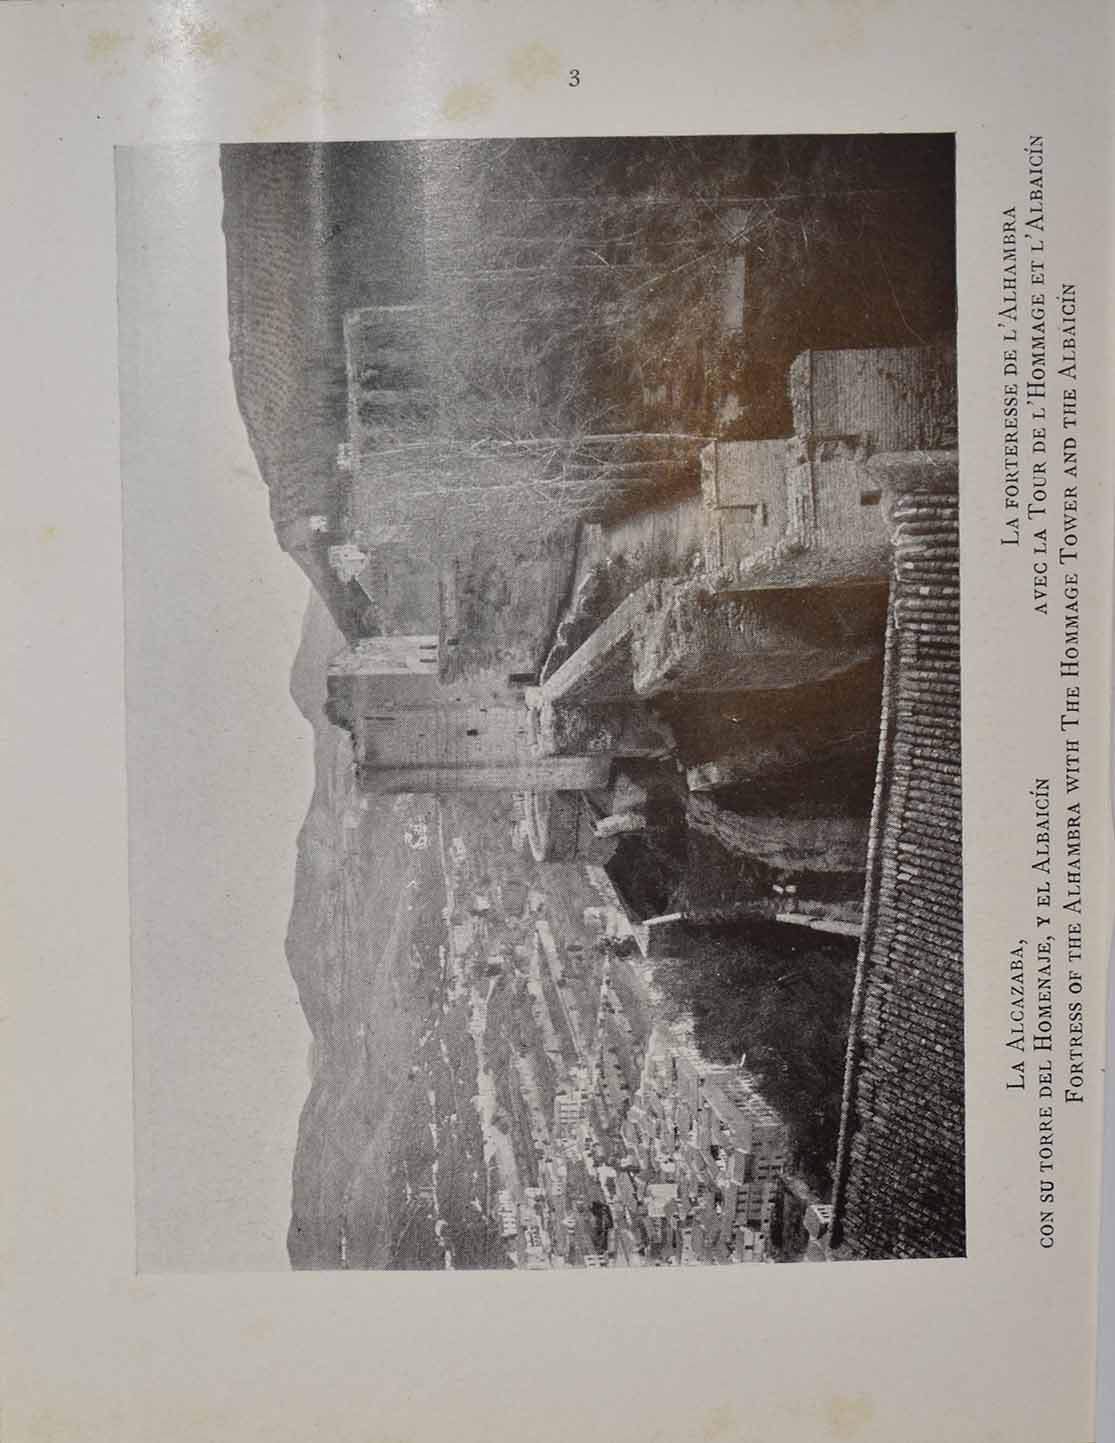 3
LA ALCAZABA,
CON SU TORRE DEL HOMENAJE, Y EL ALBAICÍN
LA FORTERESSE DE L'ALHAMBRA
AVEC LA TOUR DE L'HOMMAGE ET L'ALBAICÍN
FORTRESS OF THE ALHAMBRA WITH THE HOMMAGE TOWER AND THE ALBAICÍN